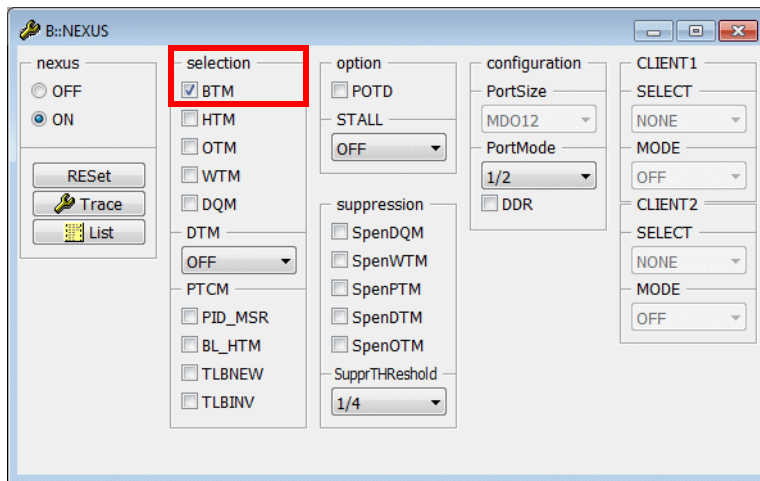 B::NEXUS
nexus
OFF
ON
RESet
Trace
List
selection
BTM
HTM
OTM
WTM
DQM
DTM
OFF
PTCM
PID_MSR
BL_HTM
TLBNEW
TLBINV
option
POTD
STALL
OFF
suppression
SpenDQM
SpenWTM
SpenPTM
SpenDTM
SpenOTM
SupprTHReshold
1/4
configuration
PortSize
MDO12
PortMode
1/2
DDR
CLIENT1
SELECT
NONE
MODE
OFF
CLIENT2
SELECT
NONE
MODE
OFF